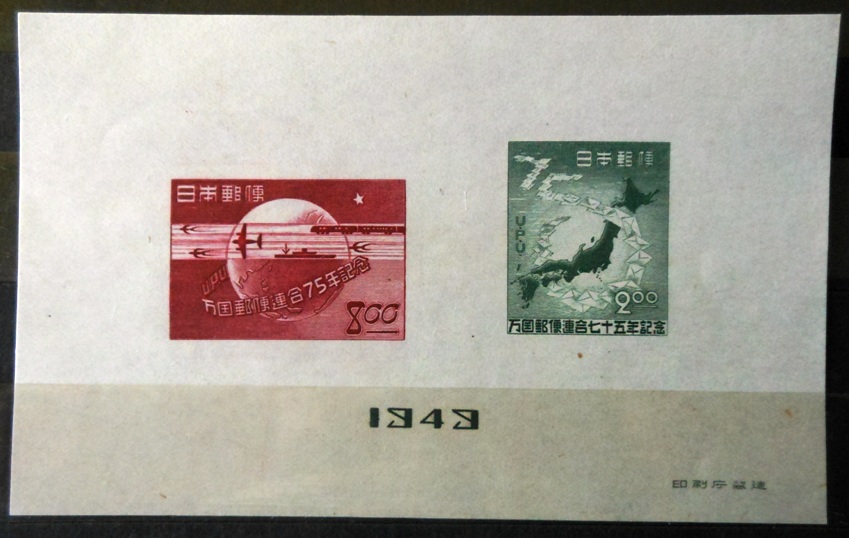 日本郵便
UPU
万国郵便連合75年記念
8.00
日本郵便
75
UPU
2.00
万国郵便連合七十五年記念
1949
印刷庁製造